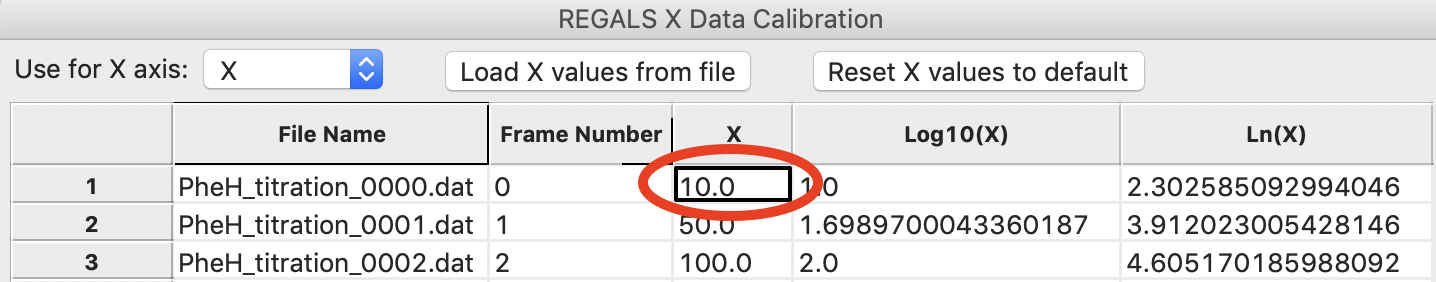 REGALS X Data Calibration
Use for X axis: X Load X values from file Reset X values to default
File Name Frame Number X Log10(X) Ln(X)
1 PheH_titration_0000.dat 0 10.0 1.0 2.302585092994046
2 PheH_titration_0001.dat 1 50.0 1.6989700043360187 3.912023005428146
3 PheH_titration_0002.dat 2 100.0 2.0 4.605170185988092